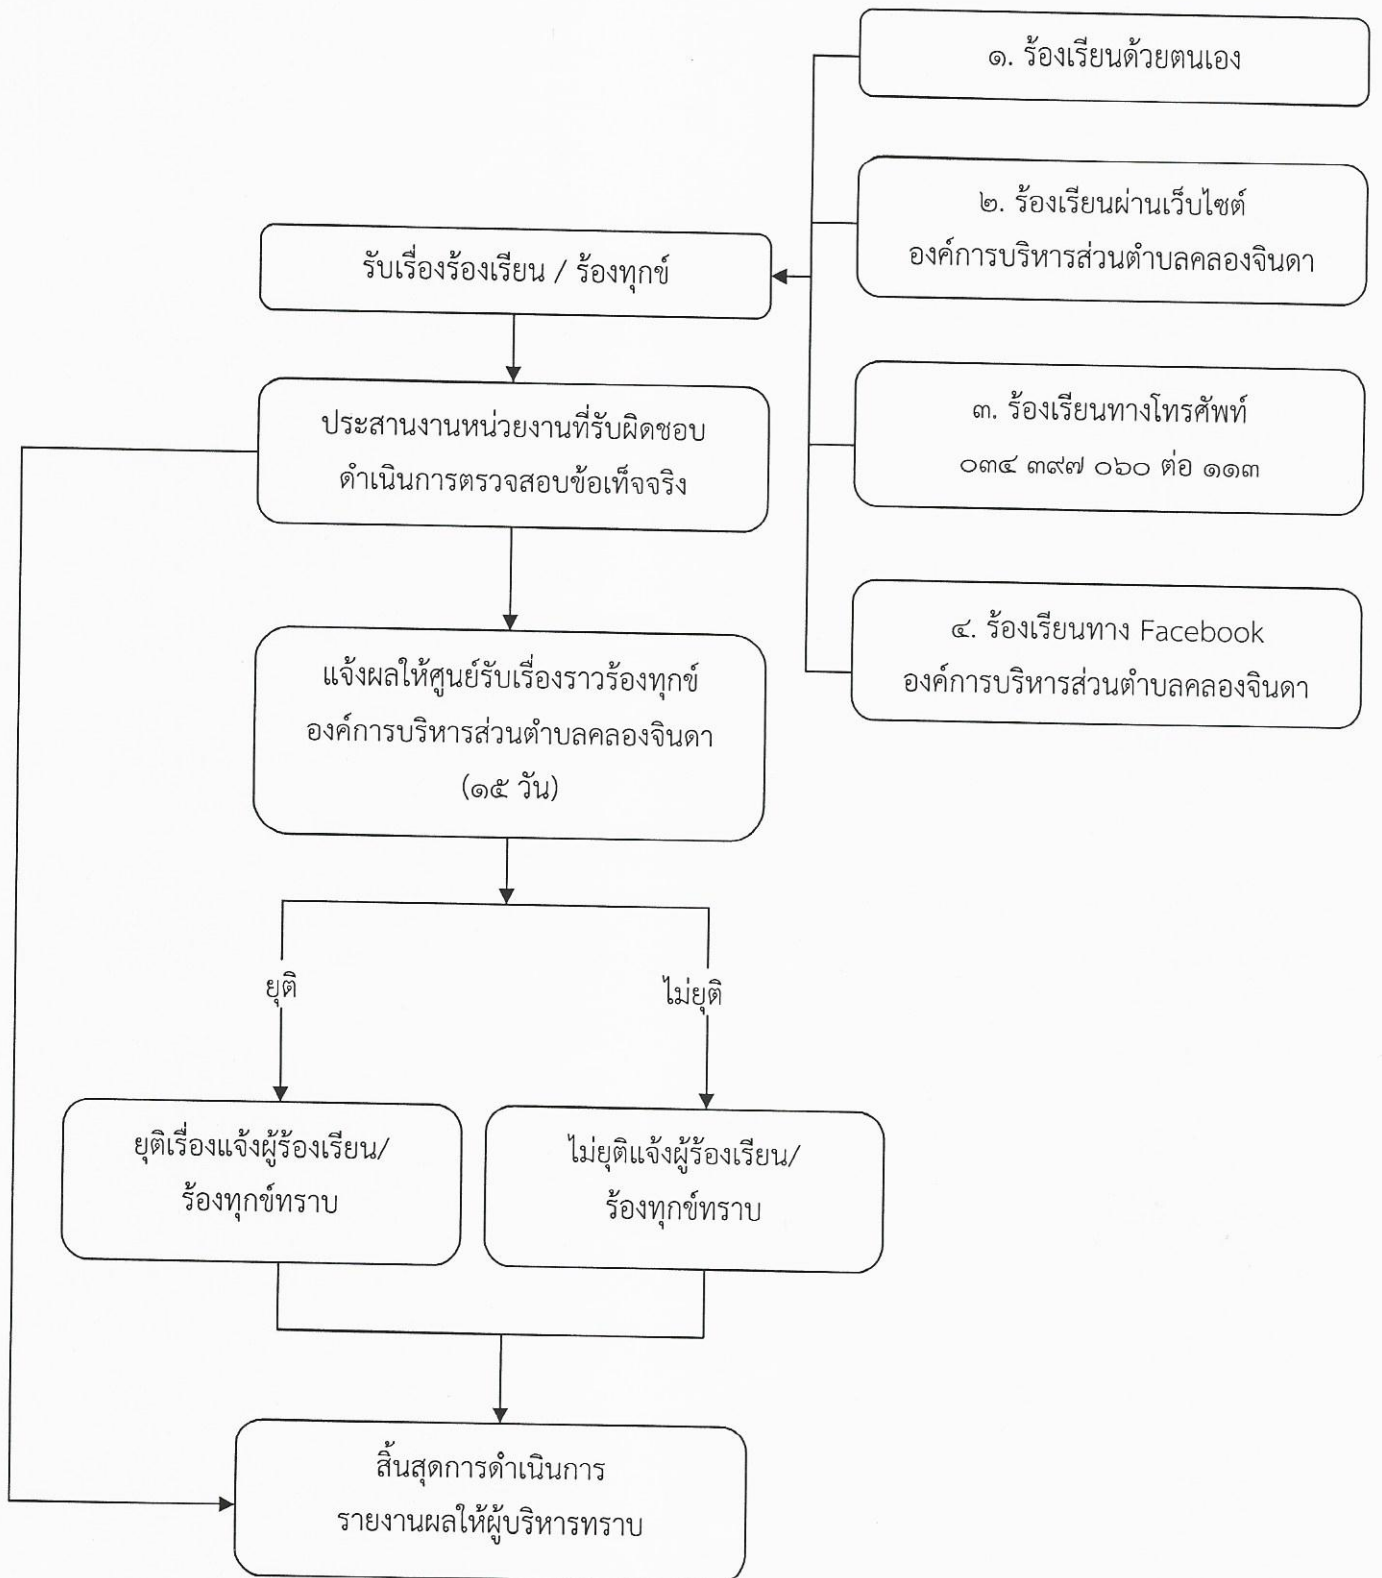 ๑. ร้องเรียนด้วยตนเอง
๒. ร้องเรียนผ่านเว็บไซต์
องค์การบริหารส่วนตำบลคลองจินดา
รับเรื่องร้องเรียน / ร้องทุกข์
๓. ร้องเรียนทางโทรศัพท์
๐๓๔ ๓๙๗ ๐๖๐ ต่อ ๑๑๓
ประสานงานหน่วยงานที่รับผิดชอบ
ดำเนินการตรวจสอบข้อเท็จจริง
๔. ร้องเรียนทาง Facebook
องค์การบริหารส่วนตำบลคลองจินดา
แจ้งผลให้ศูนย์รับเรื่องราวร้องทุกข์
องค์การบริหารส่วนตำบลคลองจินดา
(๑๕ วัน)
ยุติ
ไม่ยุติ
ยุติเรื่องแจ้งผู้ร้องเรียน/
ร้องทุกข์ทราบ
ไม่ยุติแจ้งผู้ร้องเรียน/
ร้องทุกข์ทราบ
สิ้นสุดการดำเนินการ
รายงานผลให้ผู้บริหารทราบ